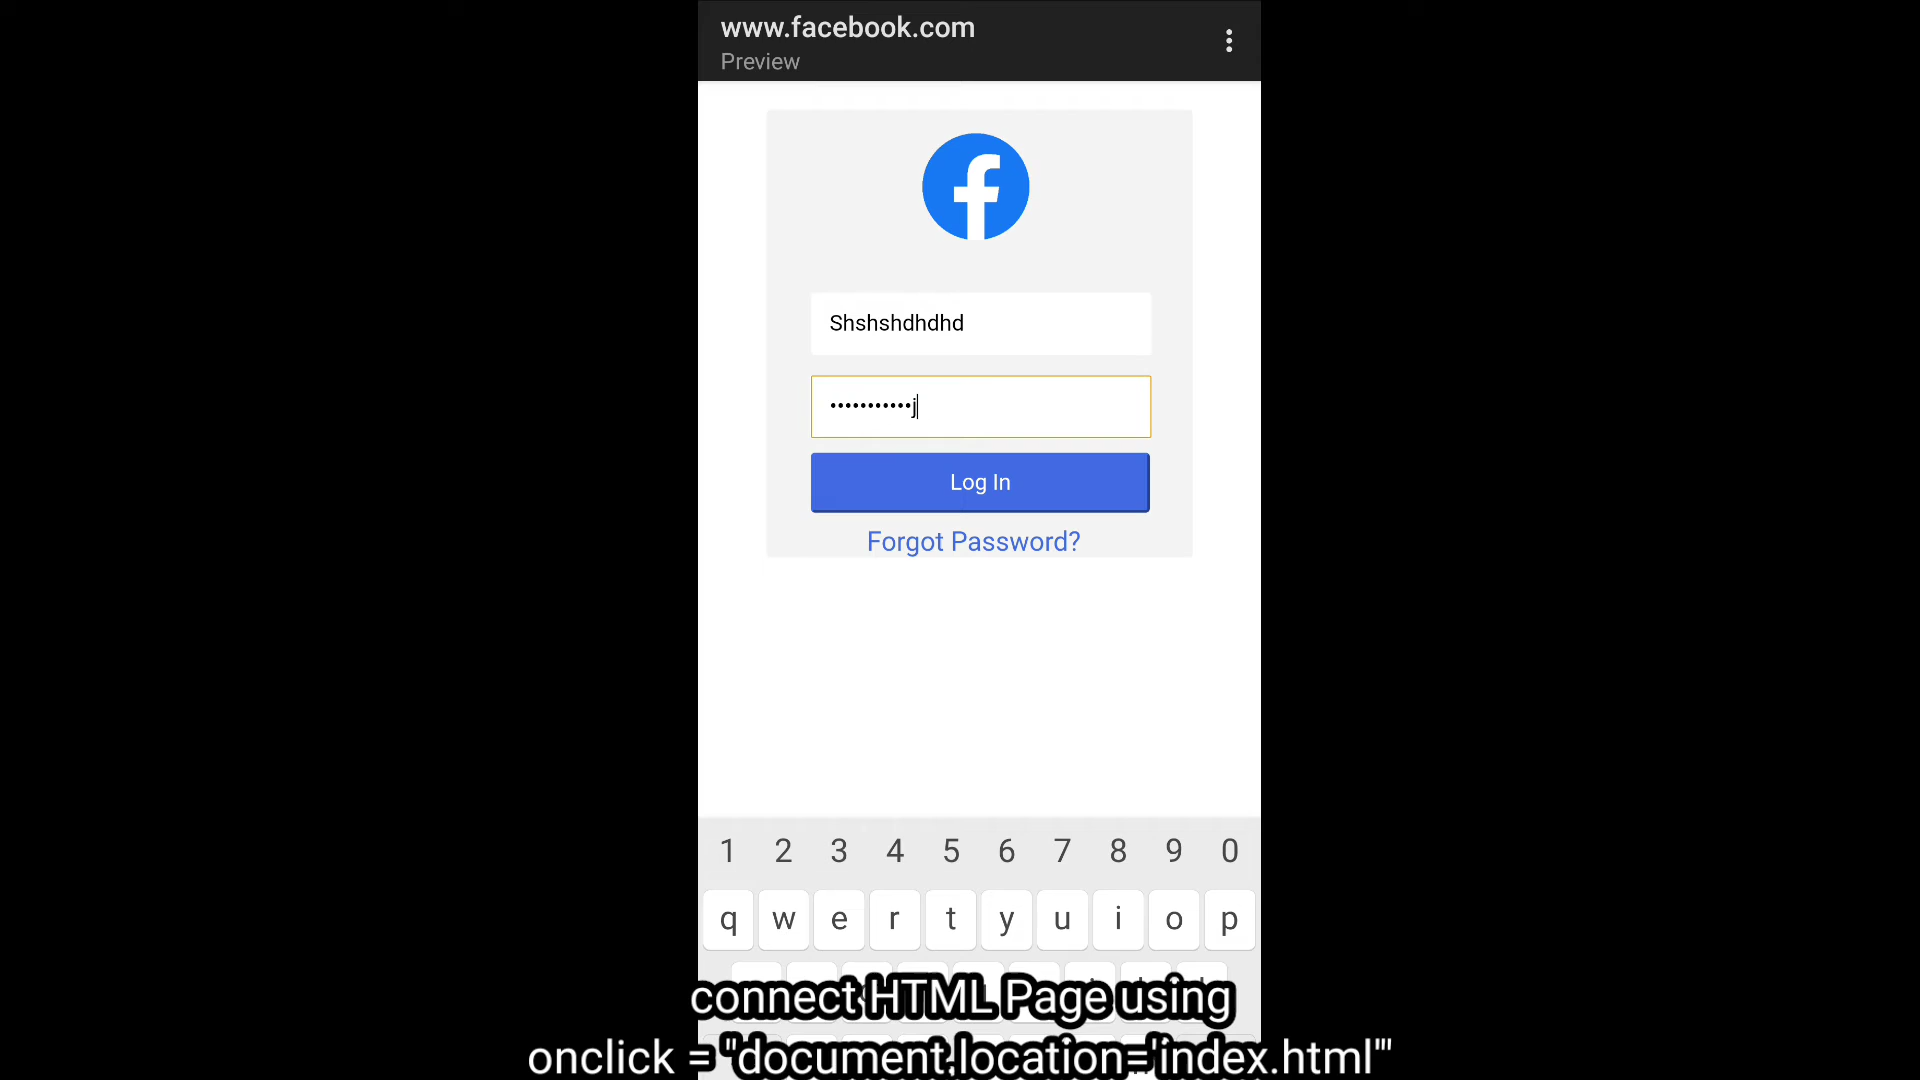 www.facebook.com
Preview
Shshshdhdhd
•••••••••••j
Log In
Forgot Password?
1 2 3 4 5 6 7 8 9 0
q w e r t y u i o p
connect HTML Page using
onclick = "document.location='index.html'"